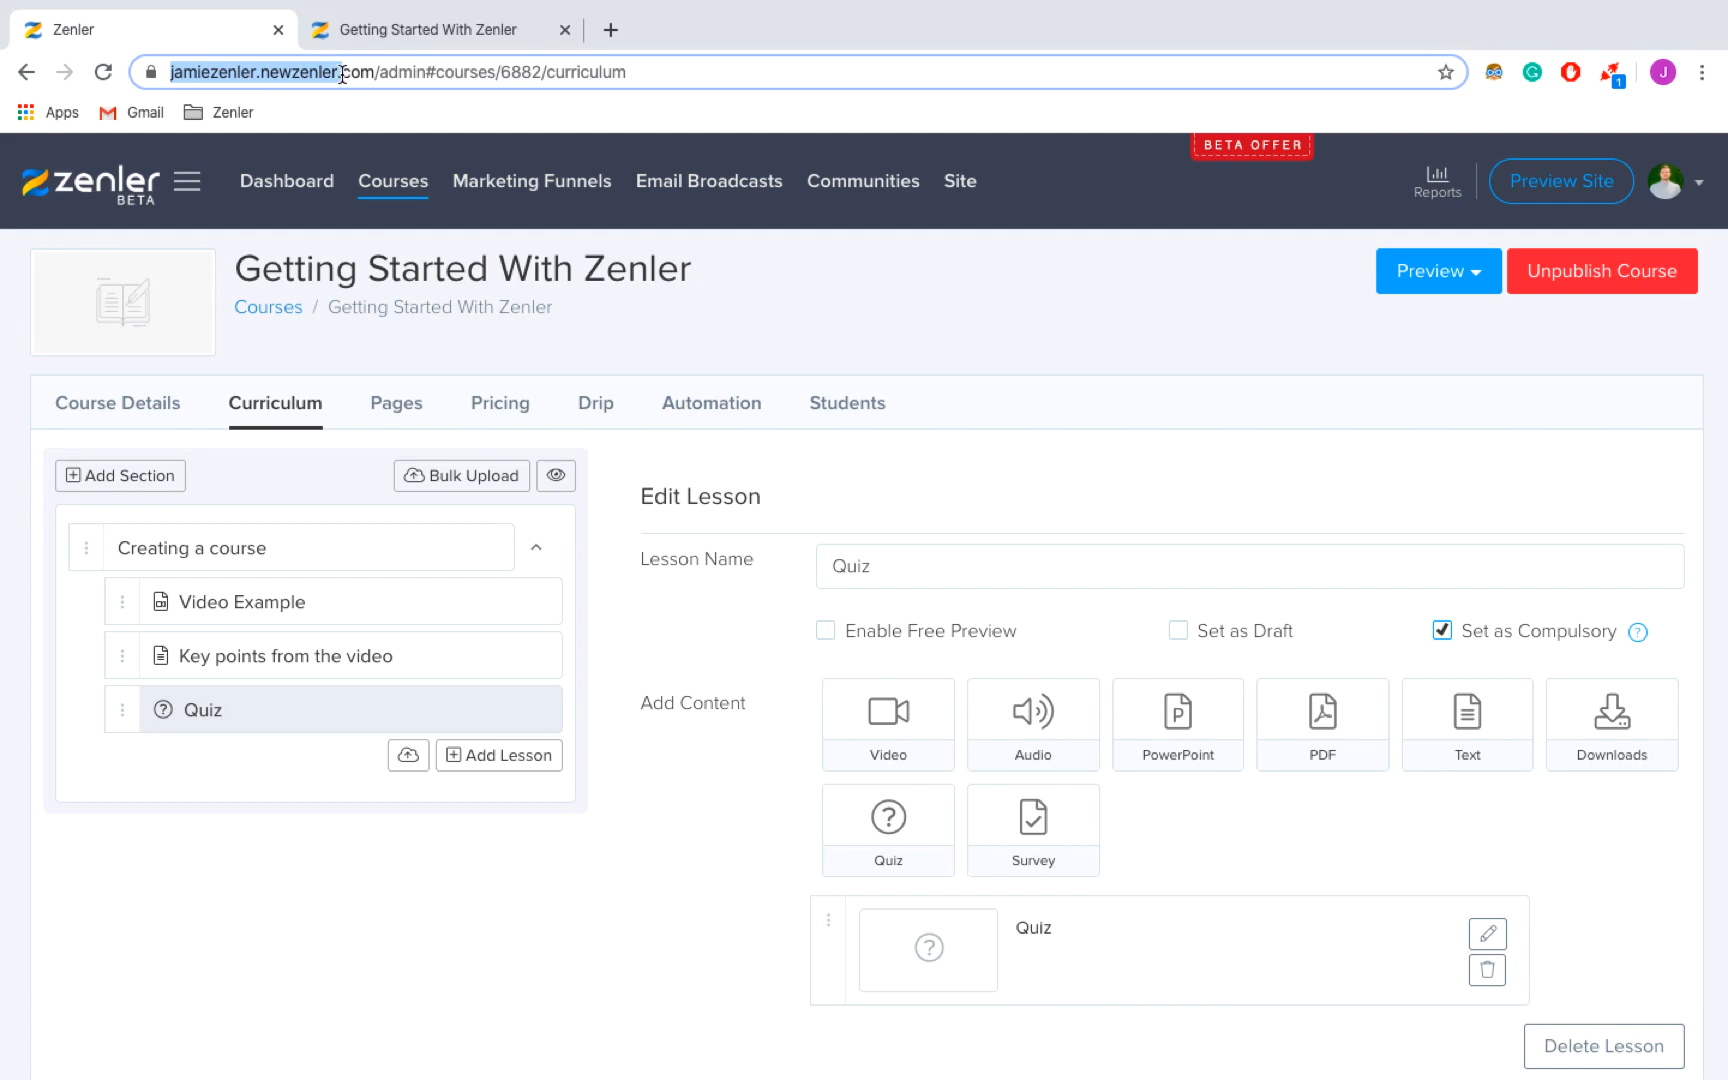 Zenler
Getting Started With Zenler
jamiezenler.newzenler.com/admin#courses/6882/curriculum
1
J
Apps
Gmail
Zenler
BETA OFFER
zenler
BETA
Dashboard
Courses
Marketing Funnels
Email Broadcasts
Communities
Site
Reports
Preview Site
Getting Started With Zenler
Courses / Getting Started With Zenler
Preview
Unpublish Course
Course Details
Curriculum
Pages
Pricing
Drip
Automation
Students
Add Section
Bulk Upload
Creating a course
Video Example
Key points from the video
Quiz
Add Lesson
Edit Lesson
Lesson Name
Quiz
Enable Free Preview
Set as Draft
Set as Compulsory
Add Content
Video
Audio
PowerPoint
PDF
Text
Downloads
Quiz
Survey
Quiz
Delete Lesson